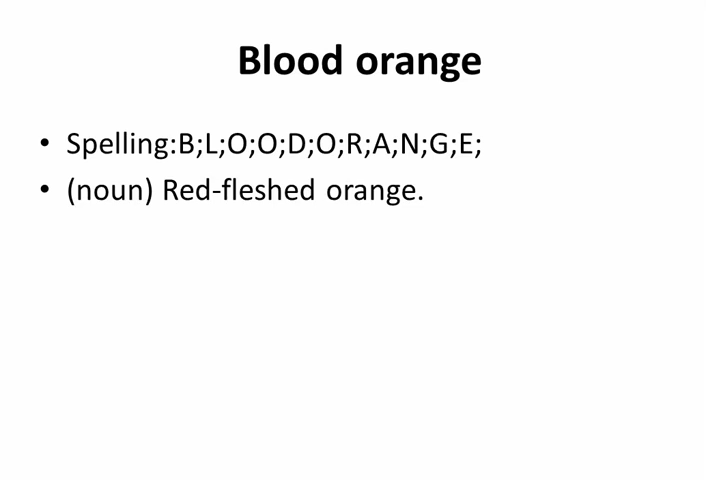 Blood orange
• Spelling:B;L;O;O;D;O;R;A;N;G;E;
• (noun) Red-fleshed orange.